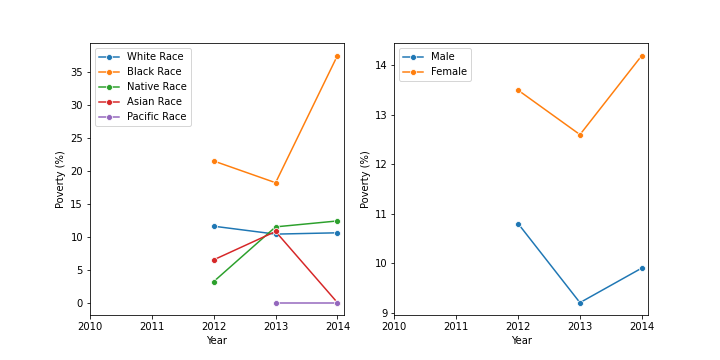 White Race
Black Race
Native Race
Asian Race
Pacific Race
35
30
25
20
15
10
5
0
Poverty (%)
2010 2011 2012 2013 2014
Year
Male
Female
14
13
12
11
10
9
Poverty (%)
2010 2011 2012 2013 2014
Year